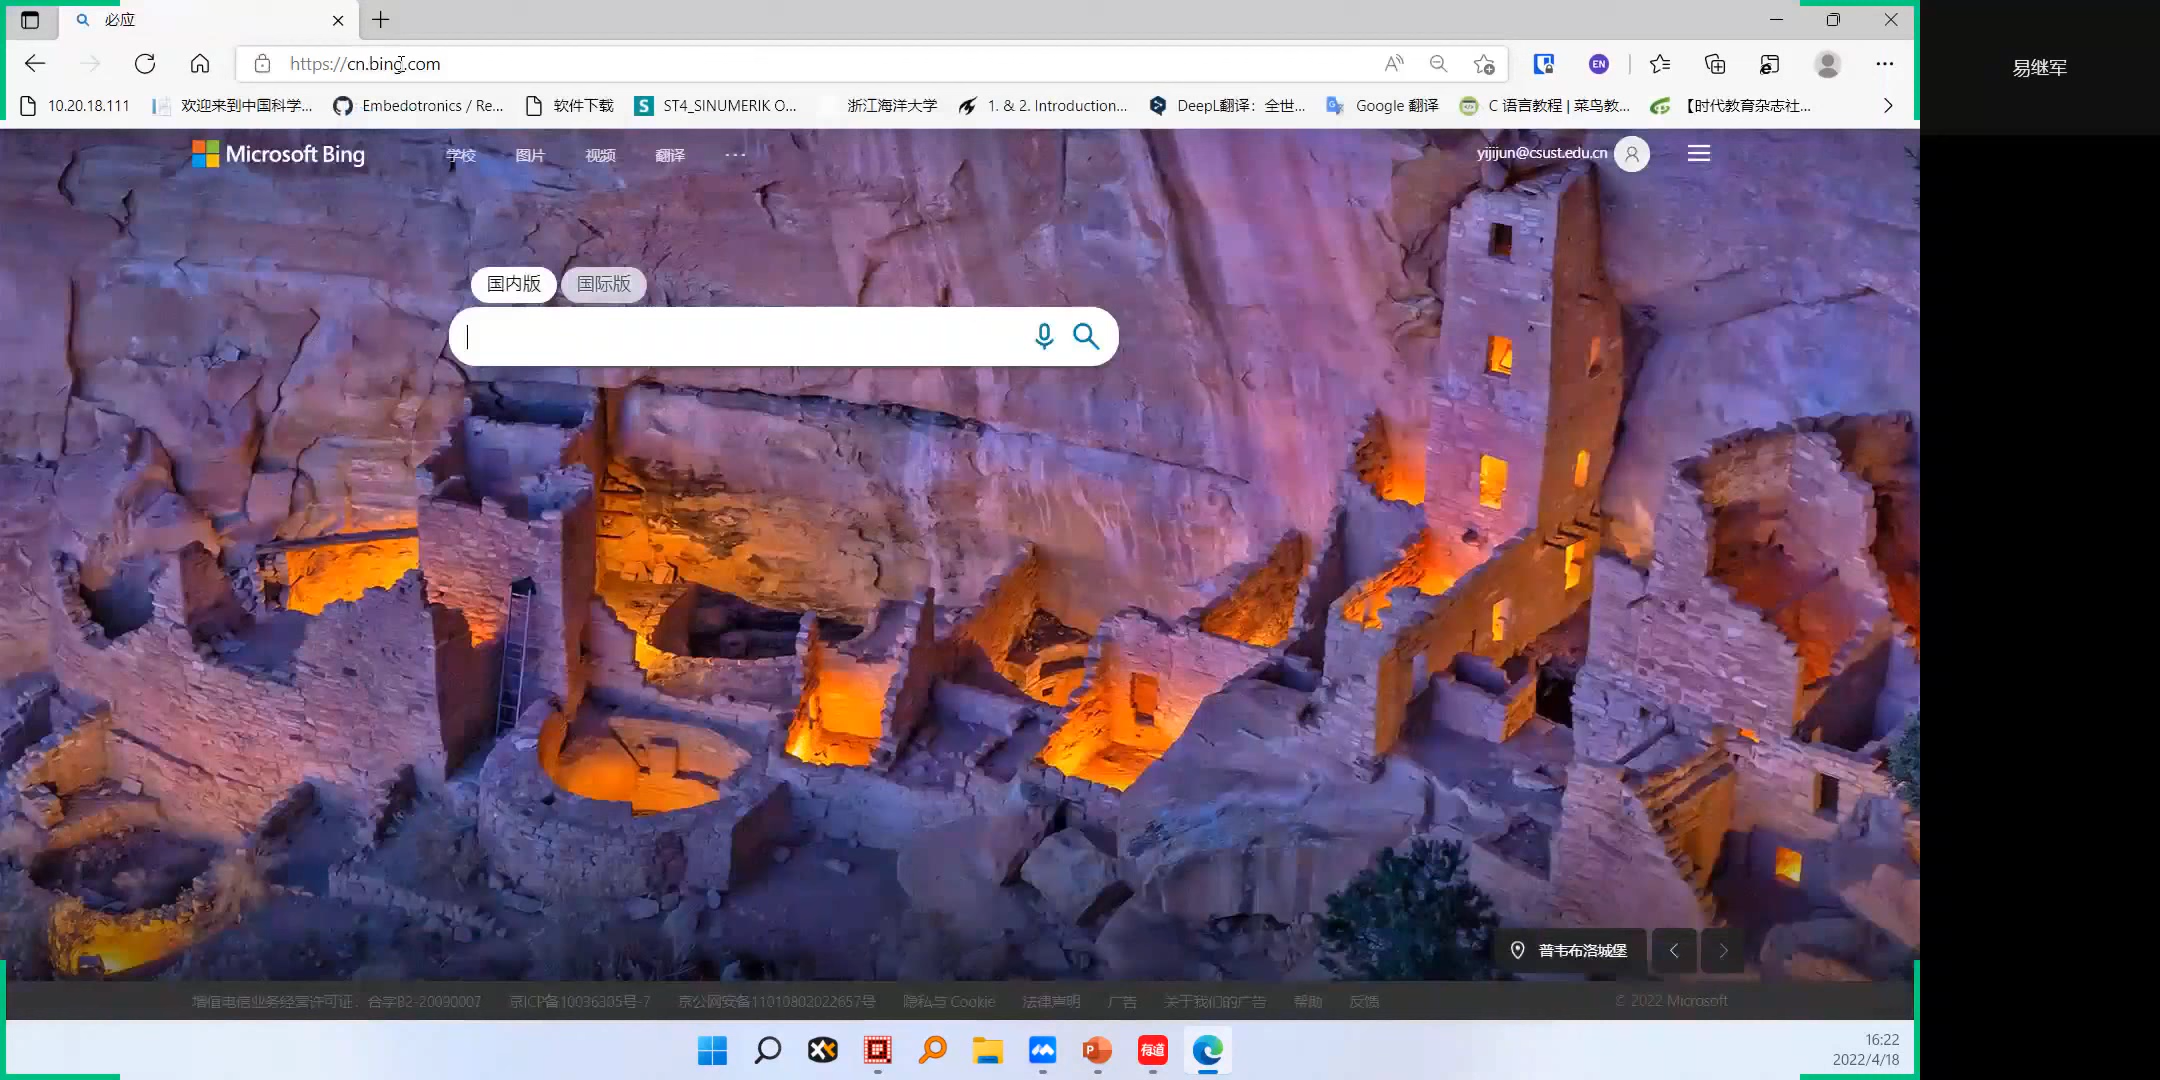 必应
https://cn.bing.com
EN
易继军
10.20.18.111
欢迎来到中国科学...
Embedotronics / Re...
软件下载
ST4_SINUMERIK O...
浙江海洋大学
1. & 2. Introduction...
DeepL翻译：全世...
Google 翻译
C 语言教程 | 菜鸟教...
【时代教育杂志社...
Microsoft Bing
学校
图片
视频
翻译
yijijun@csust.edu.cn
国内版
国际版
普韦布洛城堡
增值电信业务经营许可证：合字B2-20090007
京ICP备10036305号-7
京公网安备11010802022657号
隐私与 Cookie
法律声明
广告
关于我们的广告
帮助
反馈
© 2022 Microsoft
有道
16:22
2022/4/18